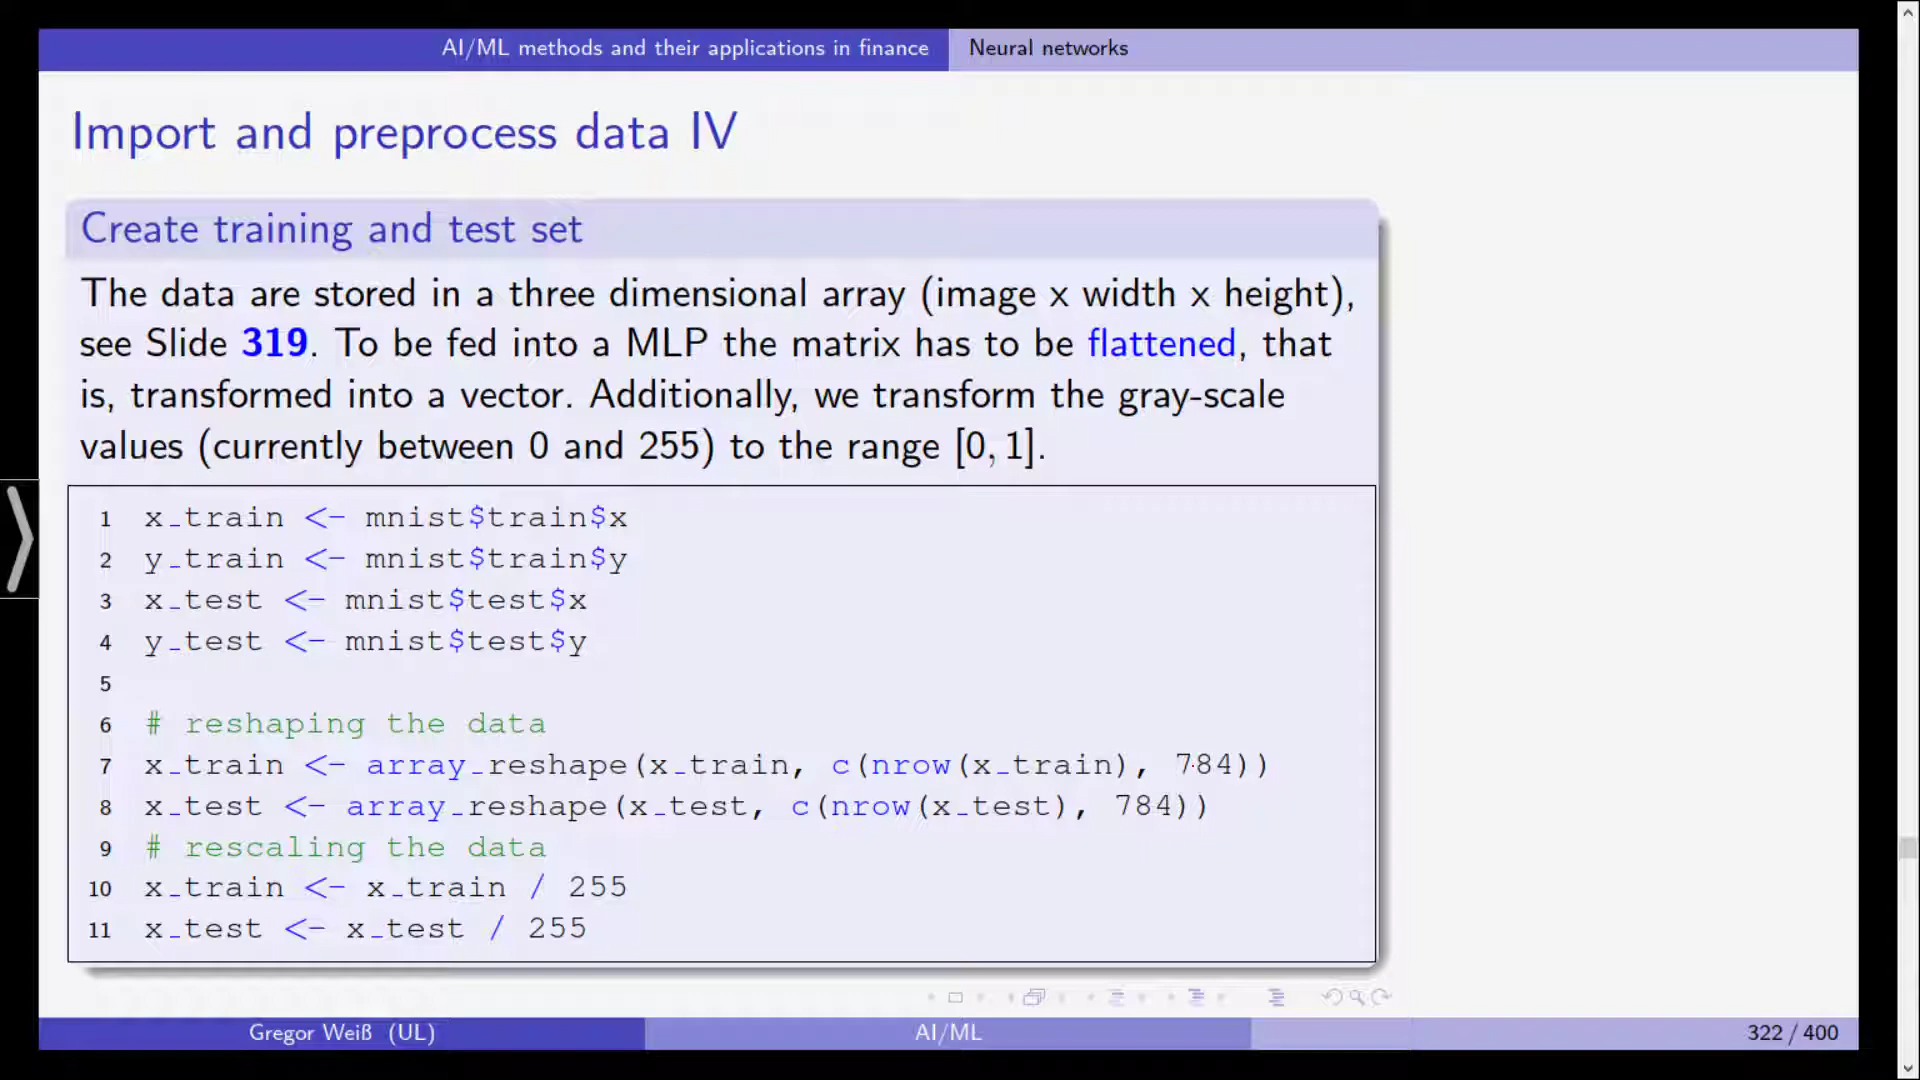 AI/ML methods and their applications in finance Neural networks
Import and preprocess data IV
Create training and test set
The data are stored in a three dimensional array (image x width x height),
see Slide 319. To be fed into a MLP the matrix has to be flattened, that
is, transformed into a vector. Additionally, we transform the gray-scale
values (currently between 0 and 255) to the range [0, 1].
1 x_train <- mnist$train$x
2 y_train <- mnist$train$y
3 x_test <- mnist$test$x
4 y_test <- mnist$test$y
5
6 # reshaping the data
7 x_train <- array_reshape(x_train, c(nrow(x_train), 784))
8 x_test <- array_reshape(x_test, c(nrow(x_test), 784))
9 # rescaling the data
10 x_train <- x_train / 255
11 x_test <- x_test / 255
Gregor Weiß (UL) AI/ML 322 / 400